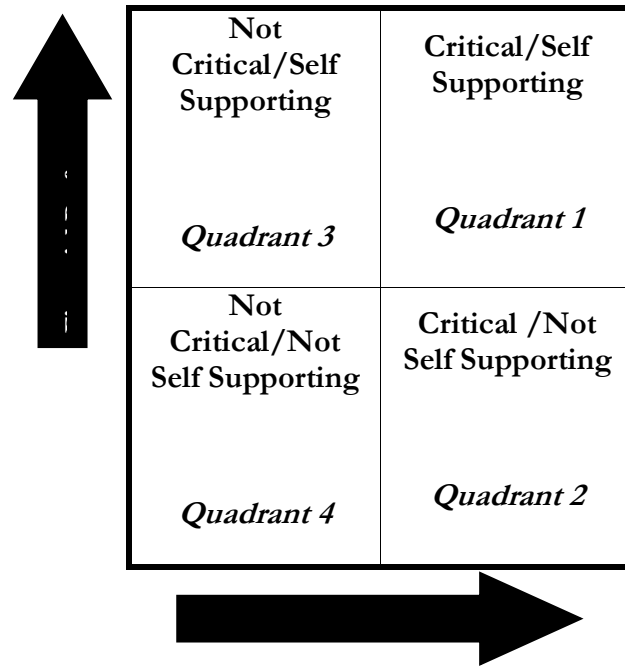 Not
Critical/Self
Supporting
Quadrant 3
Critical/Self
Supporting
Quadrant 1
Not
Critical/Not
Self Supporting
Quadrant 4
Critical /Not
Self Supporting
Quadrant 2